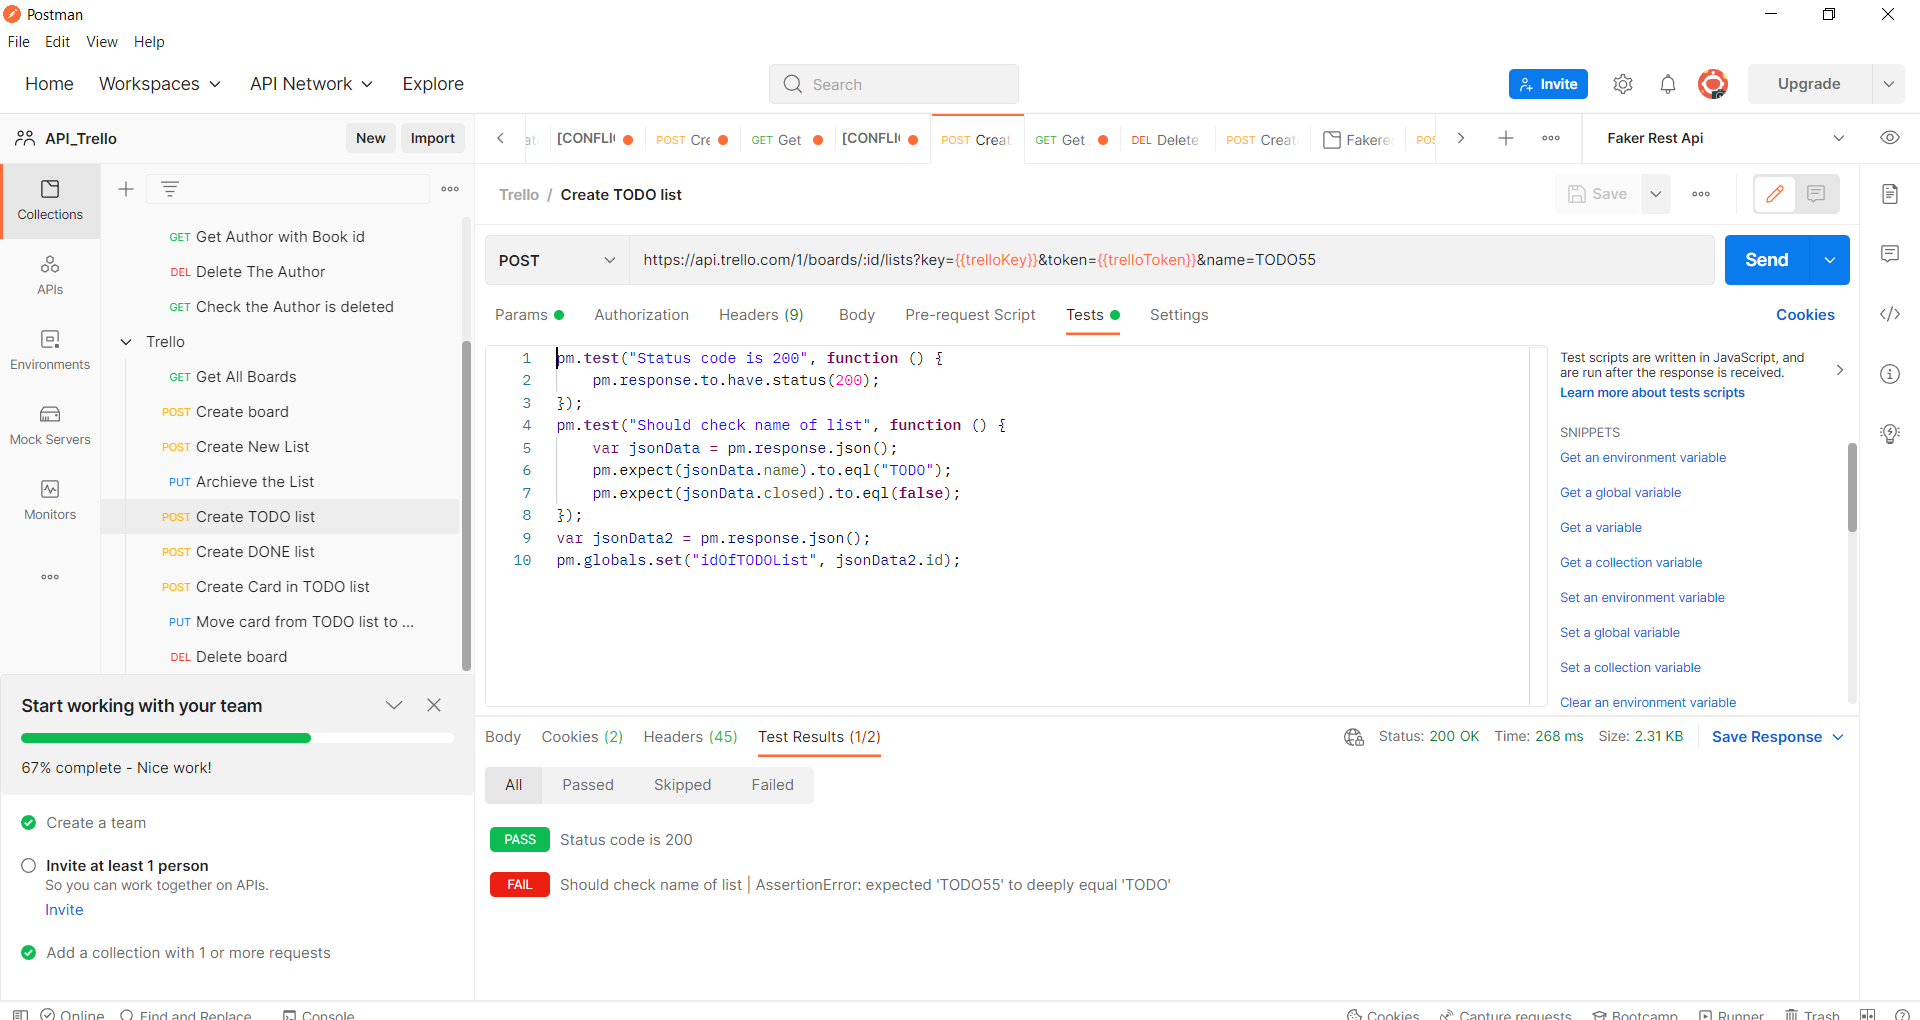 Postman
File Edit View Help
Home Workspaces API Network Explore Search Invite Upgrade
API_Trello New Import
[CONFLI POST Cre GET Get [CONFLI POST Creat GET Get DEL Delete POST Creat Fakere POS Faker Rest Api
Collections
APIs
Environments
Mock Servers
Monitors
GET Get Author with Book id
DEL Delete The Author
GET Check the Author is deleted
Trello
GET Get All Boards
POST Create board
POST Create New List
PUT Archieve the List
POST Create TODO list
POST Create DONE list
POST Create Card in TODO list
PUT Move card from TODO list to ...
DEL Delete board
Start working with your team
67% complete - Nice work!
Create a team
Invite at least 1 person
So you can work together on APIs.
Invite
Add a collection with 1 or more requests
Trello / Create TODO list Save
POST https://api.trello.com/1/boards/:id/lists?key={{trelloKey}}&token={{trelloToken}}&name=TODO55 Send
Params Authorization Headers (9) Body Pre-request Script Tests Settings Cookies
1 pm.test("Status code is 200", function () {
2 pm.response.to.have.status(200);
3 });
4 pm.test("Should check name of list", function () {
5 var jsonData = pm.response.json();
6 pm.expect(jsonData.name).to.eql("TODO");
7 pm.expect(jsonData.closed).to.eql(false);
8 });
9 var jsonData2 = pm.response.json();
10 pm.globals.set("idOfTODOList", jsonData2.id);
Test scripts are written in JavaScript, and
are run after the response is received.
Learn more about tests scripts
SNIPPETS
Get an environment variable
Get a global variable
Get a variable
Get a collection variable
Set an environment variable
Set a global variable
Set a collection variable
Clear an environment variable
Body Cookies (2) Headers (45) Test Results (1/2) Status: 200 OK Time: 268 ms Size: 2.31 KB Save Response
All Passed Skipped Failed
PASS Status code is 200
FAIL Should check name of list | AssertionError: expected 'TODO55' to deeply equal 'TODO'
Online Find and Replace Console Cookies Capture requests Bootcamp Runner Trash